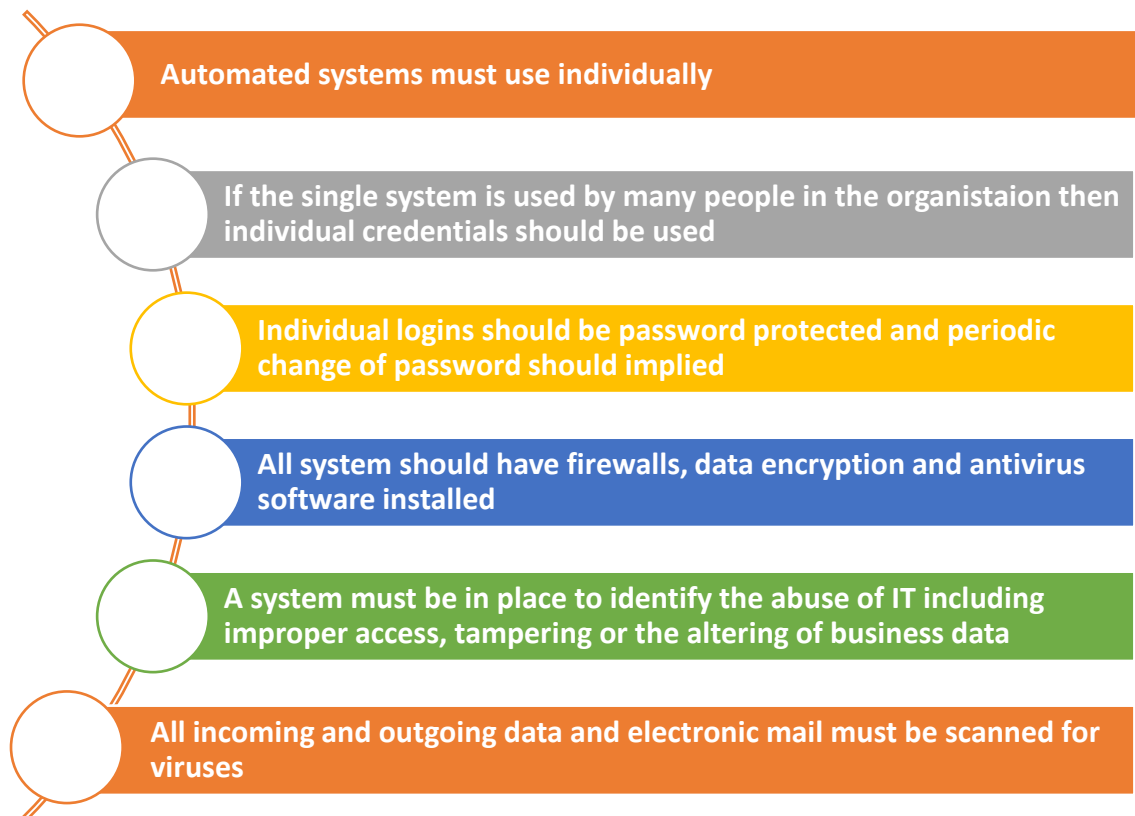 Automated systems must use individually
If the single system is used by many people in the organistaion then
individual credentials should be used
Individual logins should be password protected and periodic
change of password should implied
All system should have firewalls, data encryption and antivirus
software installed
A system must be in place to identify the abuse of IT including
improper access, tampering or the altering of business data
All incoming and outgoing data and electronic mail must be scanned for
viruses